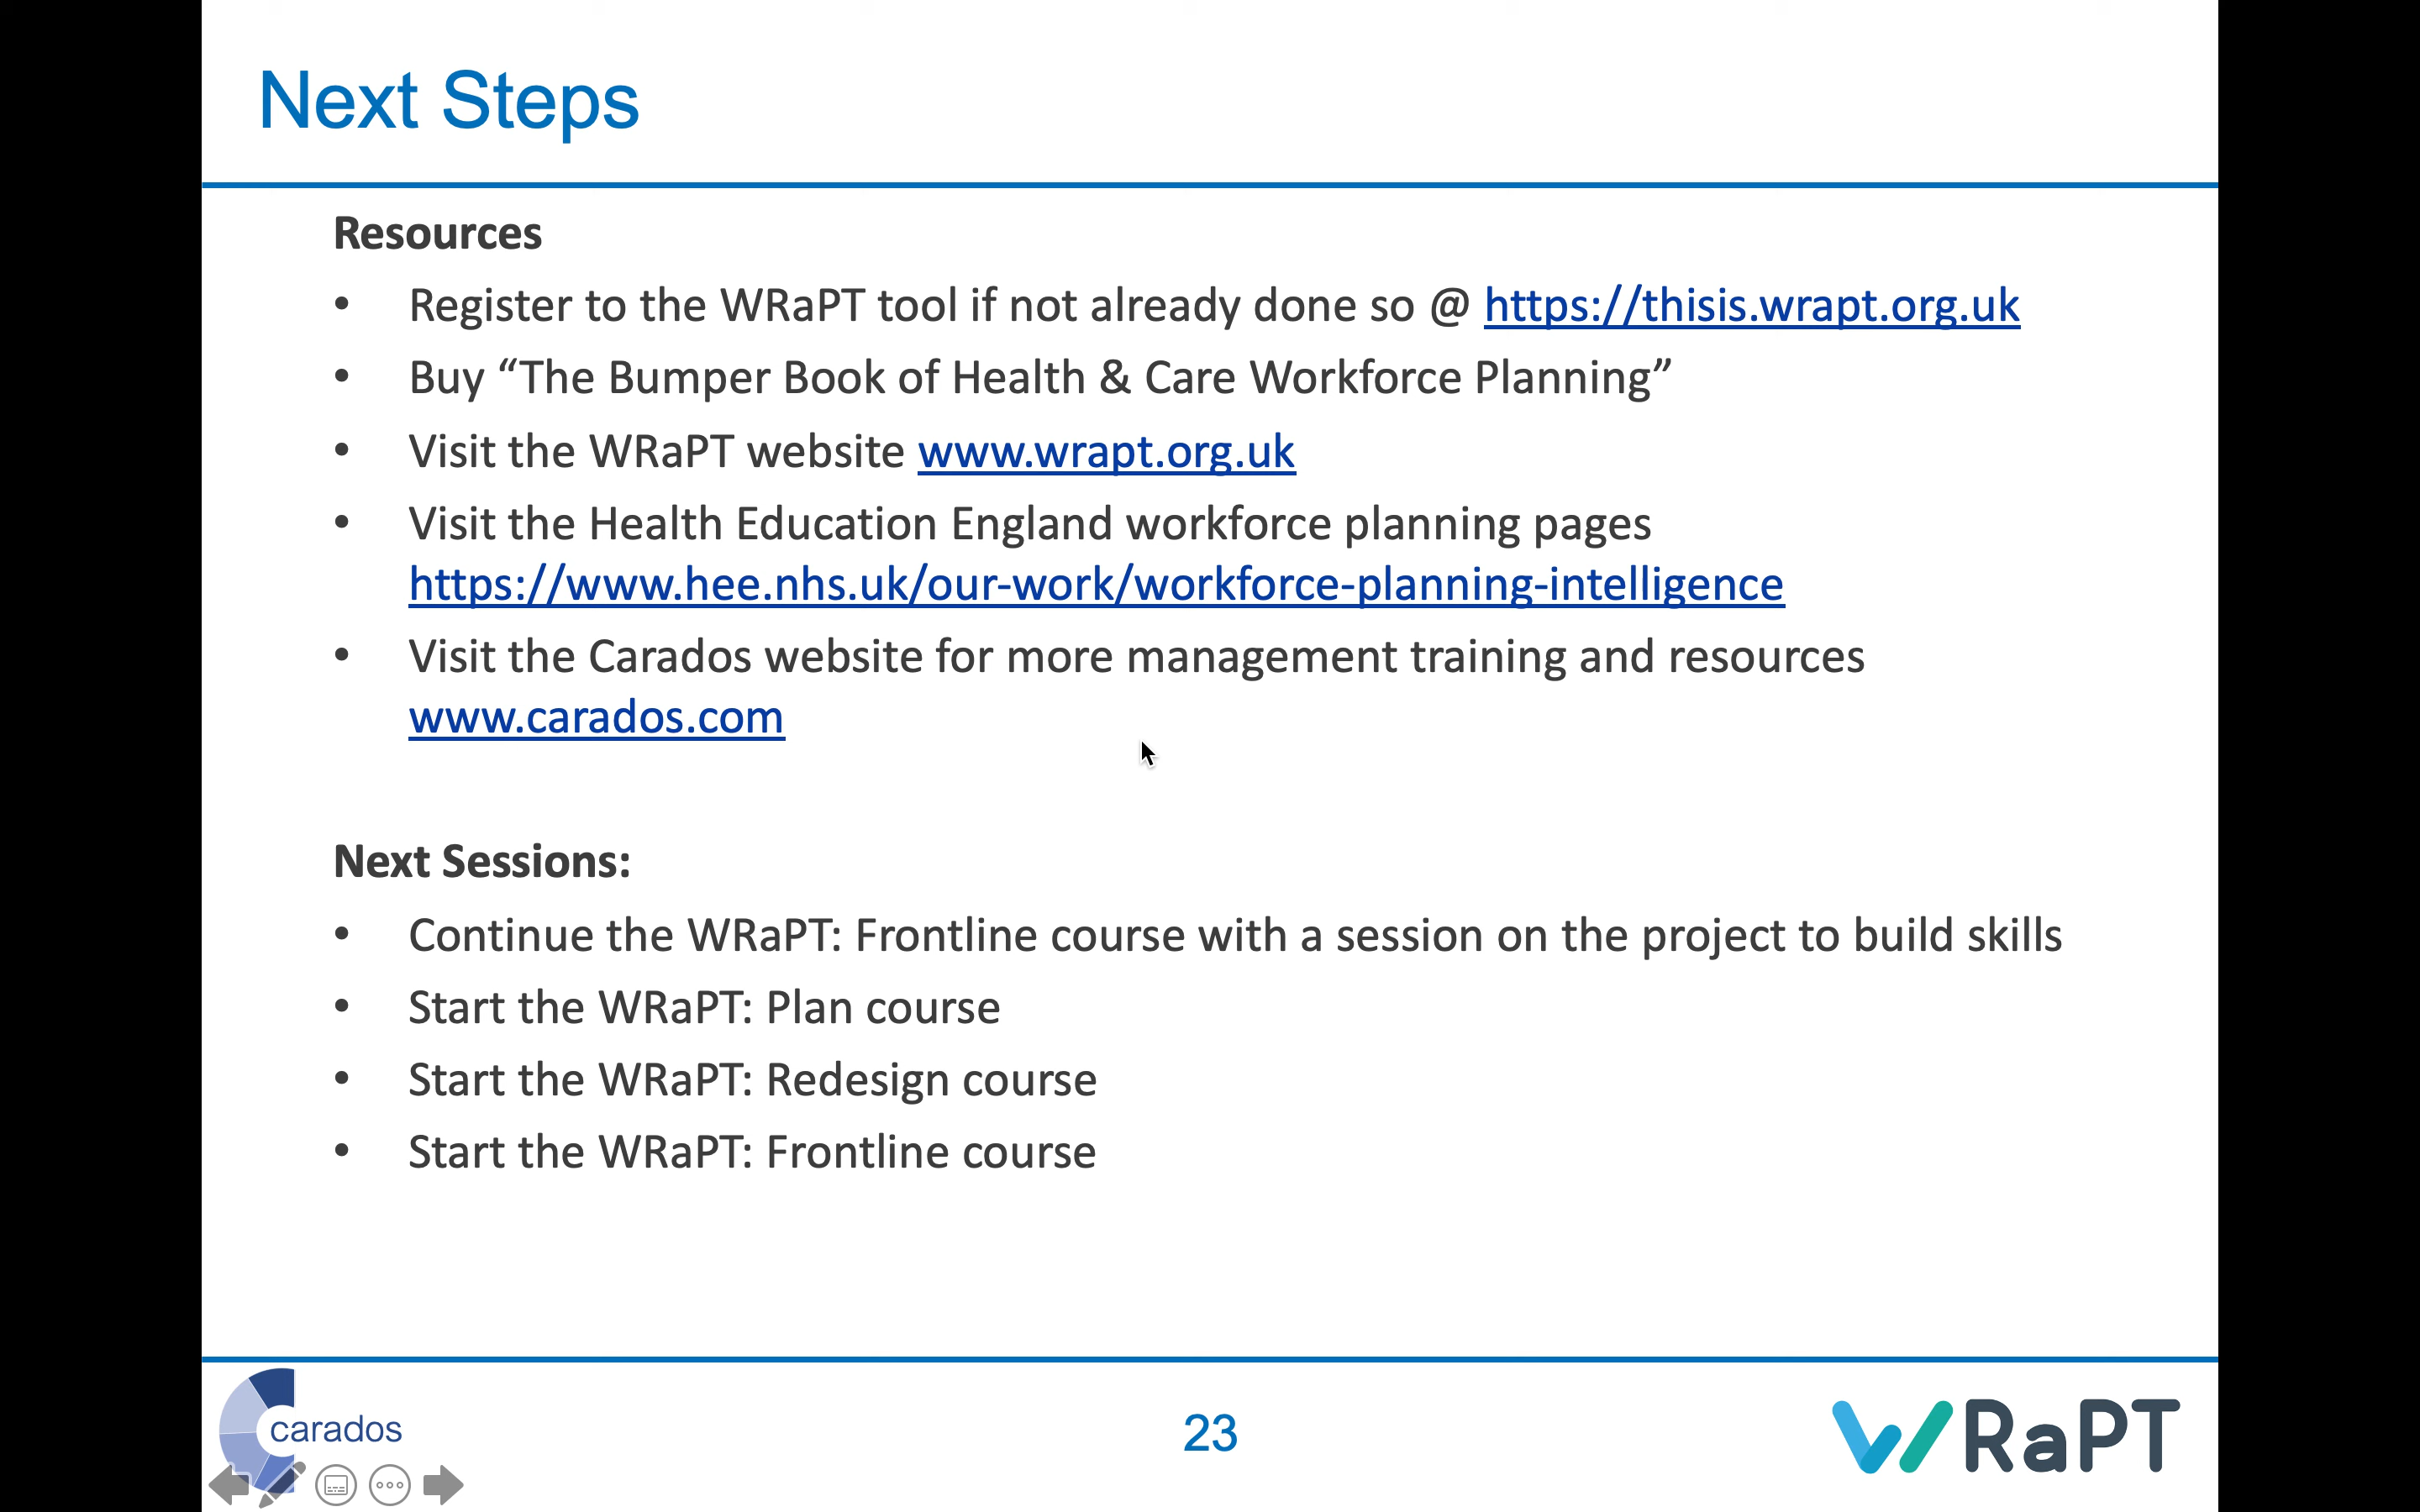 Next Steps
Resources
• Register to the WRaPT tool if not already done so @ https://thisis.wrapt.org.uk
• Buy “The Bumper Book of Health & Care Workforce Planning”
• Visit the WRaPT website www.wrapt.org.uk
• Visit the Health Education England workforce planning pages
https://www.hee.nhs.uk/our-work/workforce-planning-intelligence
• Visit the Carados website for more management training and resources
www.carados.com
Next Sessions:
• Continue the WRaPT: Frontline course with a session on the project to build skills
• Start the WRaPT: Plan course
• Start the WRaPT: Redesign course
• Start the WRaPT: Frontline course
carados
23
WRaPT